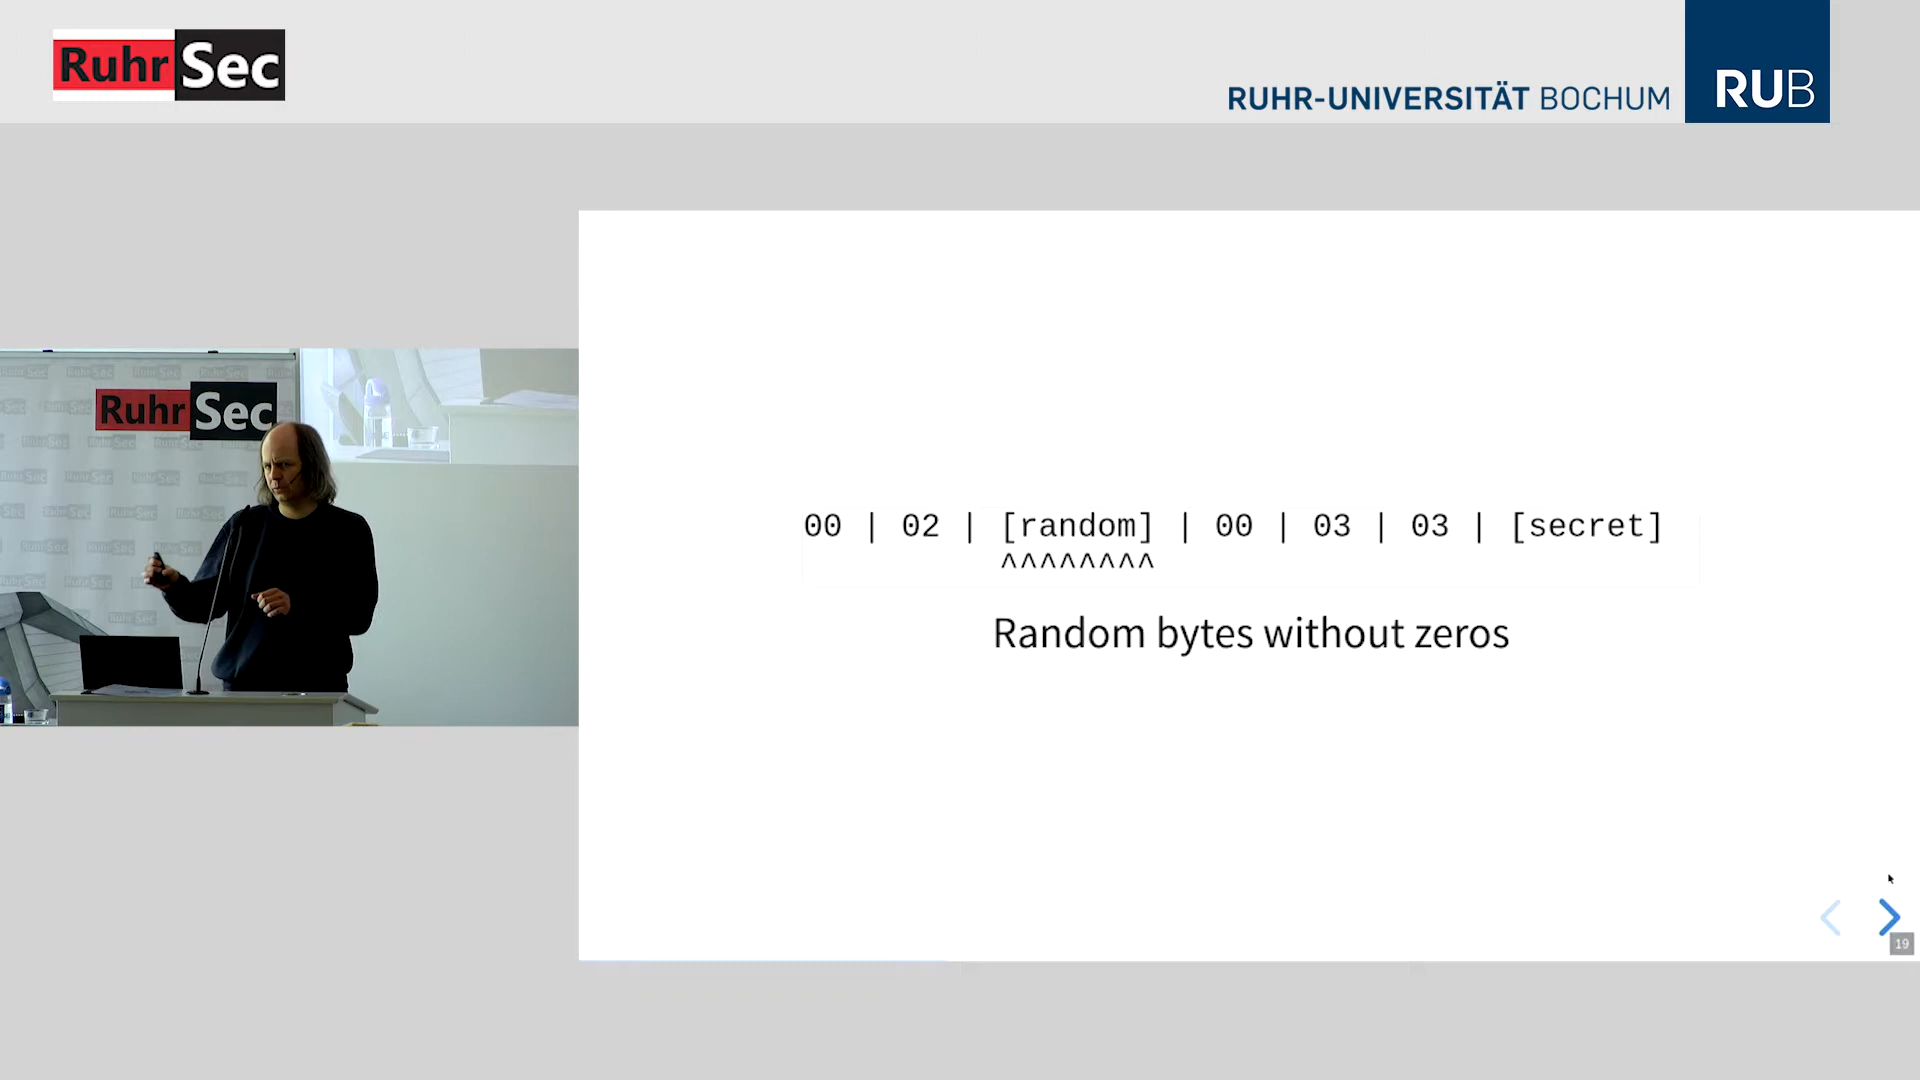 RuhrSec
RUHR-UNIVERSITÄT BOCHUM
RUB
RuhrSec
00 | 02 | [random] | 00 | 03 | 03 | [secret]
^^^^^^^^
Random bytes without zeros
19